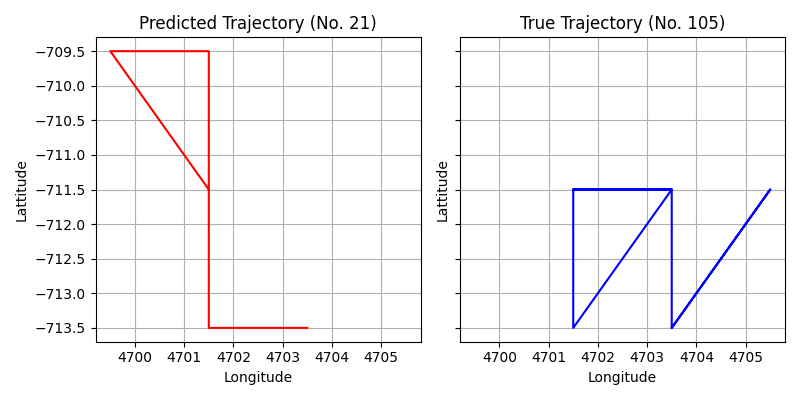 Predicted Trajectory (No. 21)
True Trajectory (No. 105)
Lattitude
−709.5
−710.0
−710.5
−711.0
−711.5
−712.0
−712.5
−713.0
−713.5
4700 4701 4702 4703 4704 4705
Longitude
Lattitude
4700 4701 4702 4703 4704 4705
Longitude